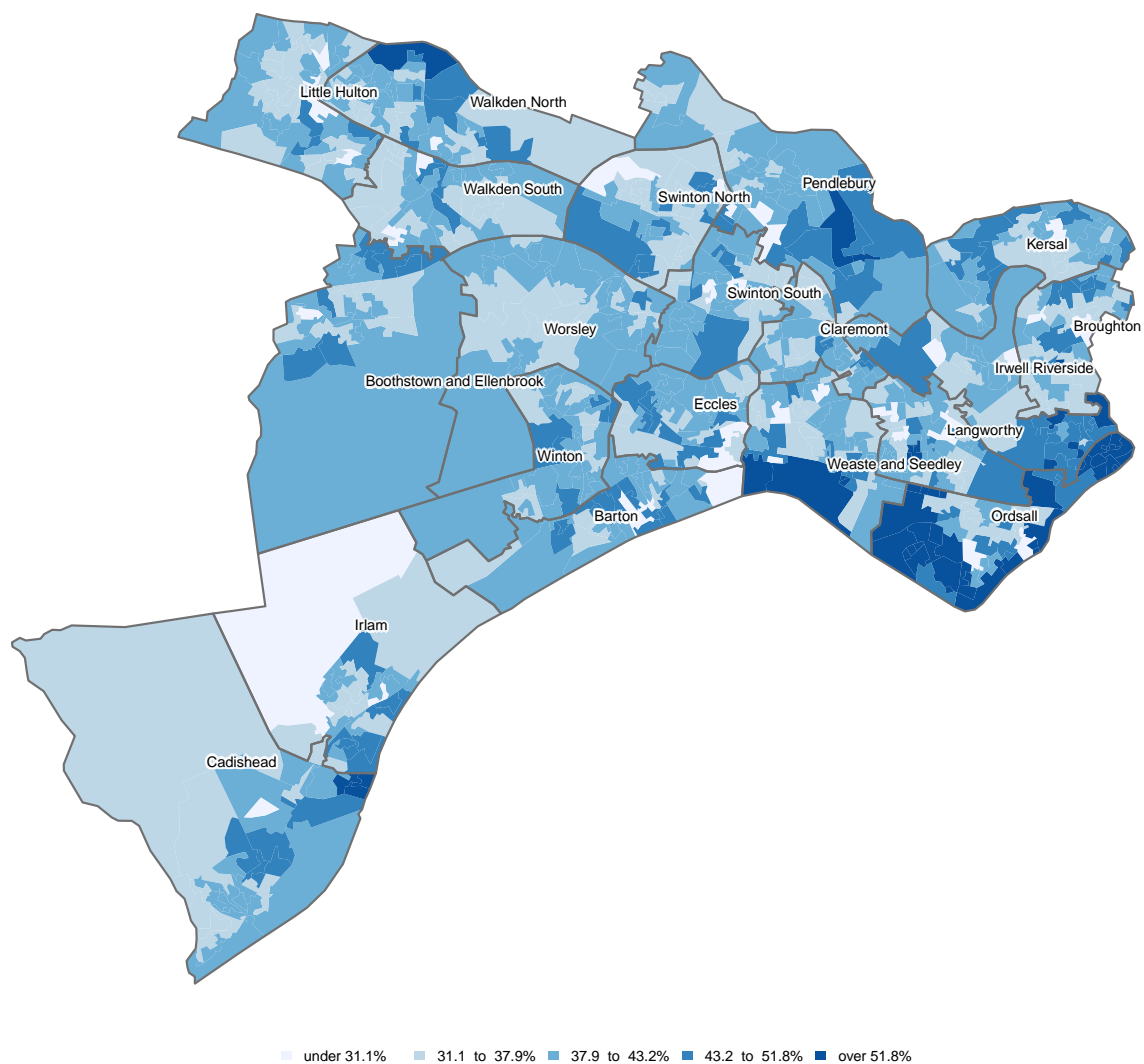 Little Hulton
Walkden North
Walkden South
Swinton North
Pendlebury
Kersal
Swinton South
Worsley
Claremont
Broughton
Irwell Riverside
Boothstown and Ellenbrook
Eccles
Langworthy
Winton
Weaste and Seedley
Barton
Ordsall
Irlam
Cadishead
under 31.1% 31.1 to 37.9% 37.9 to 43.2% 43.2 to 51.8% over 51.8%